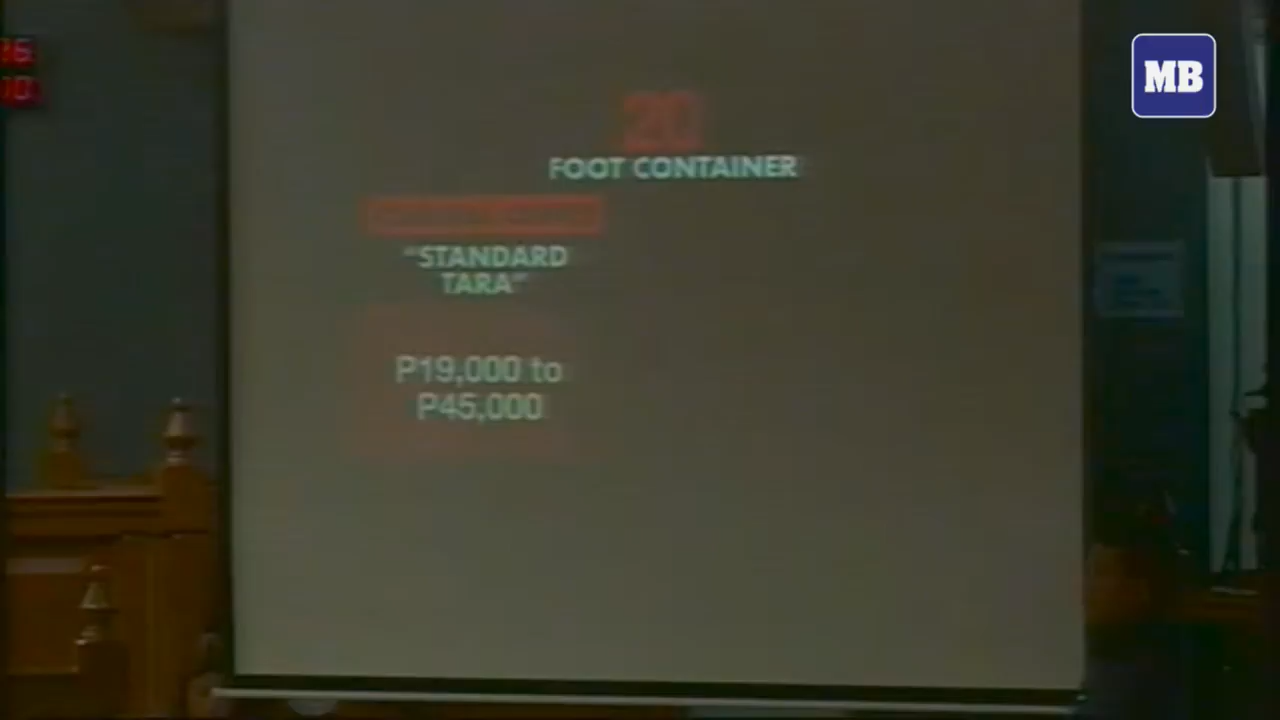 MB
20
FOOT CONTAINER
"STANDARD
TARA"
P19,000 to
P45,000